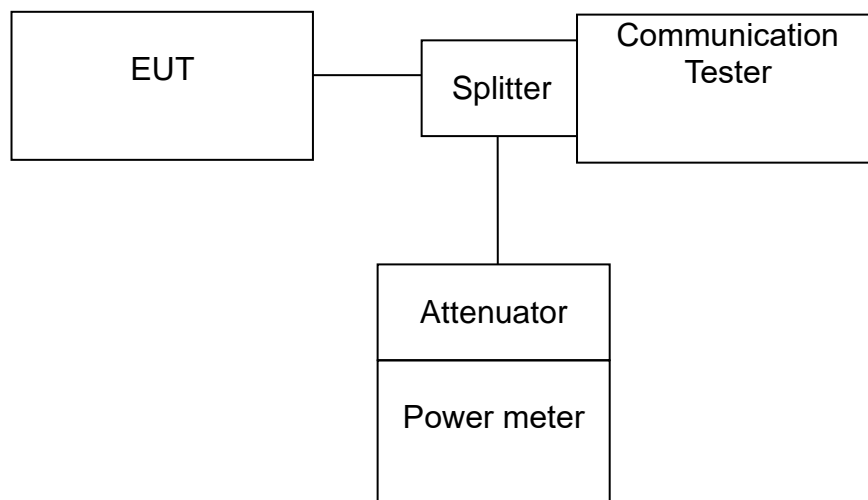 EUT
Splitter
Communication
Tester
Attenuator
Power meter